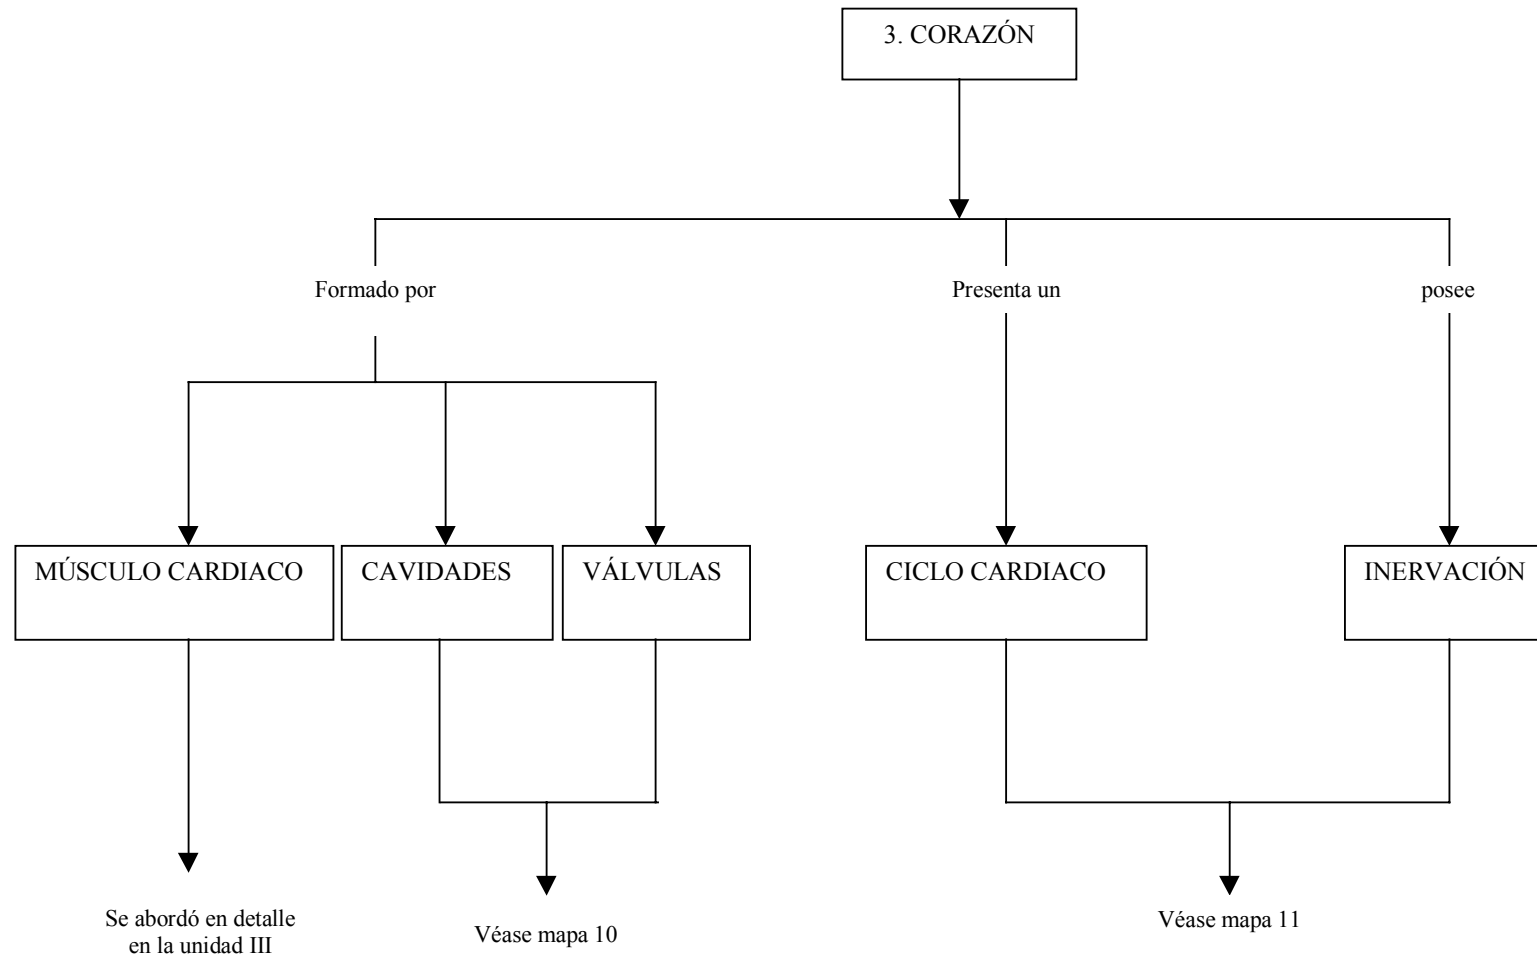 3. CORAZÓN
Formado por
Presenta un
posee
MÚSCULO CARDIACO
CAVIDADES
VÁLVULAS
CICLO CARDIACO
INERVACIÓN
Se abordó en detalle
en la unidad III
Véase mapa 10
Véase mapa 11